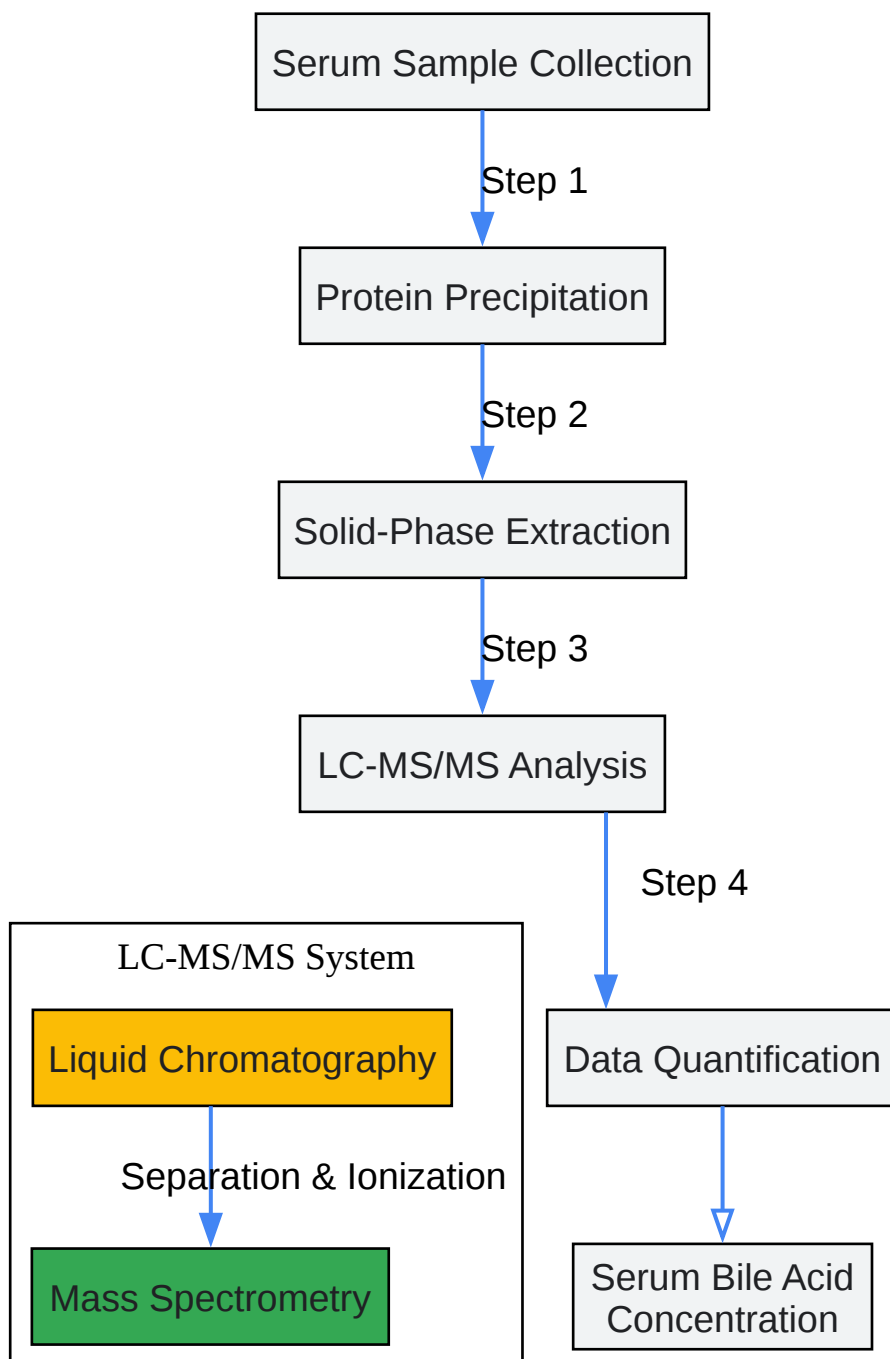 Serum Sample Collection
Step 1
Protein Precipitation
Step 2
Solid-Phase Extraction
Step 3
LC-MS/MS Analysis
Step 4
LC-MS/MS System
Liquid Chromatography
Separation & Ionization
Mass Spectrometry
Data Quantification
Serum Bile Acid
Concentration